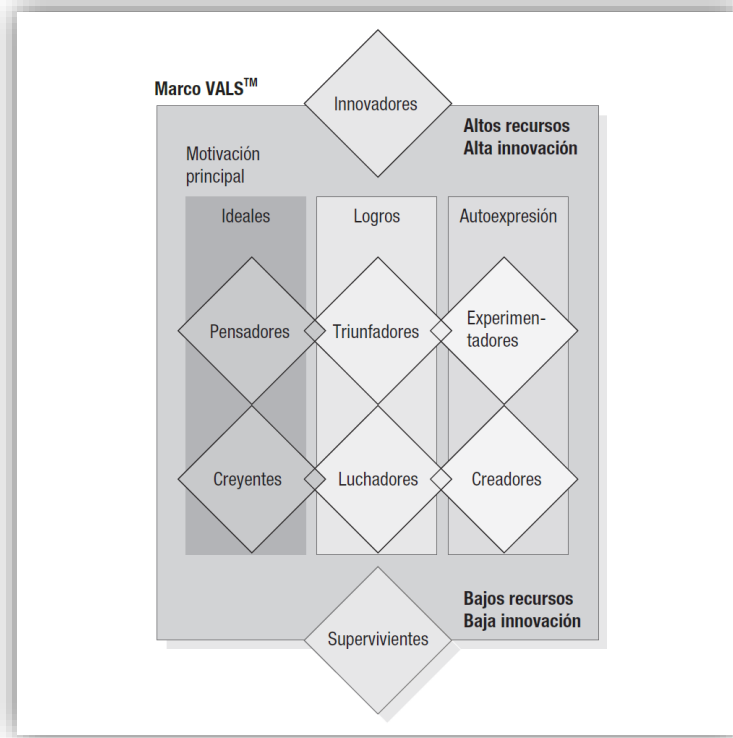 Marco VALS™
Innovadores
Altos recursos
Alta innovación
Motivación
principal
Ideales
Logros
Autoexpresión
Pensadores
Triunfadores
Experimen-
tadores
Creyentes
Luchadores
Creadores
Bajos recursos
Baja innovación
Supervivientes